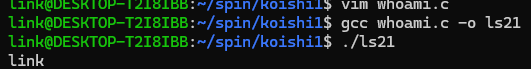 link@DESKTOP-T2I8IBB:~/spin/koishi1$ vim whoami.c
link@DESKTOP-T2I8IBB:~/spin/koishi1$ gcc whoami.c -o ls21
link@DESKTOP-T2I8IBB:~/spin/koishi1$ ./ls21
link